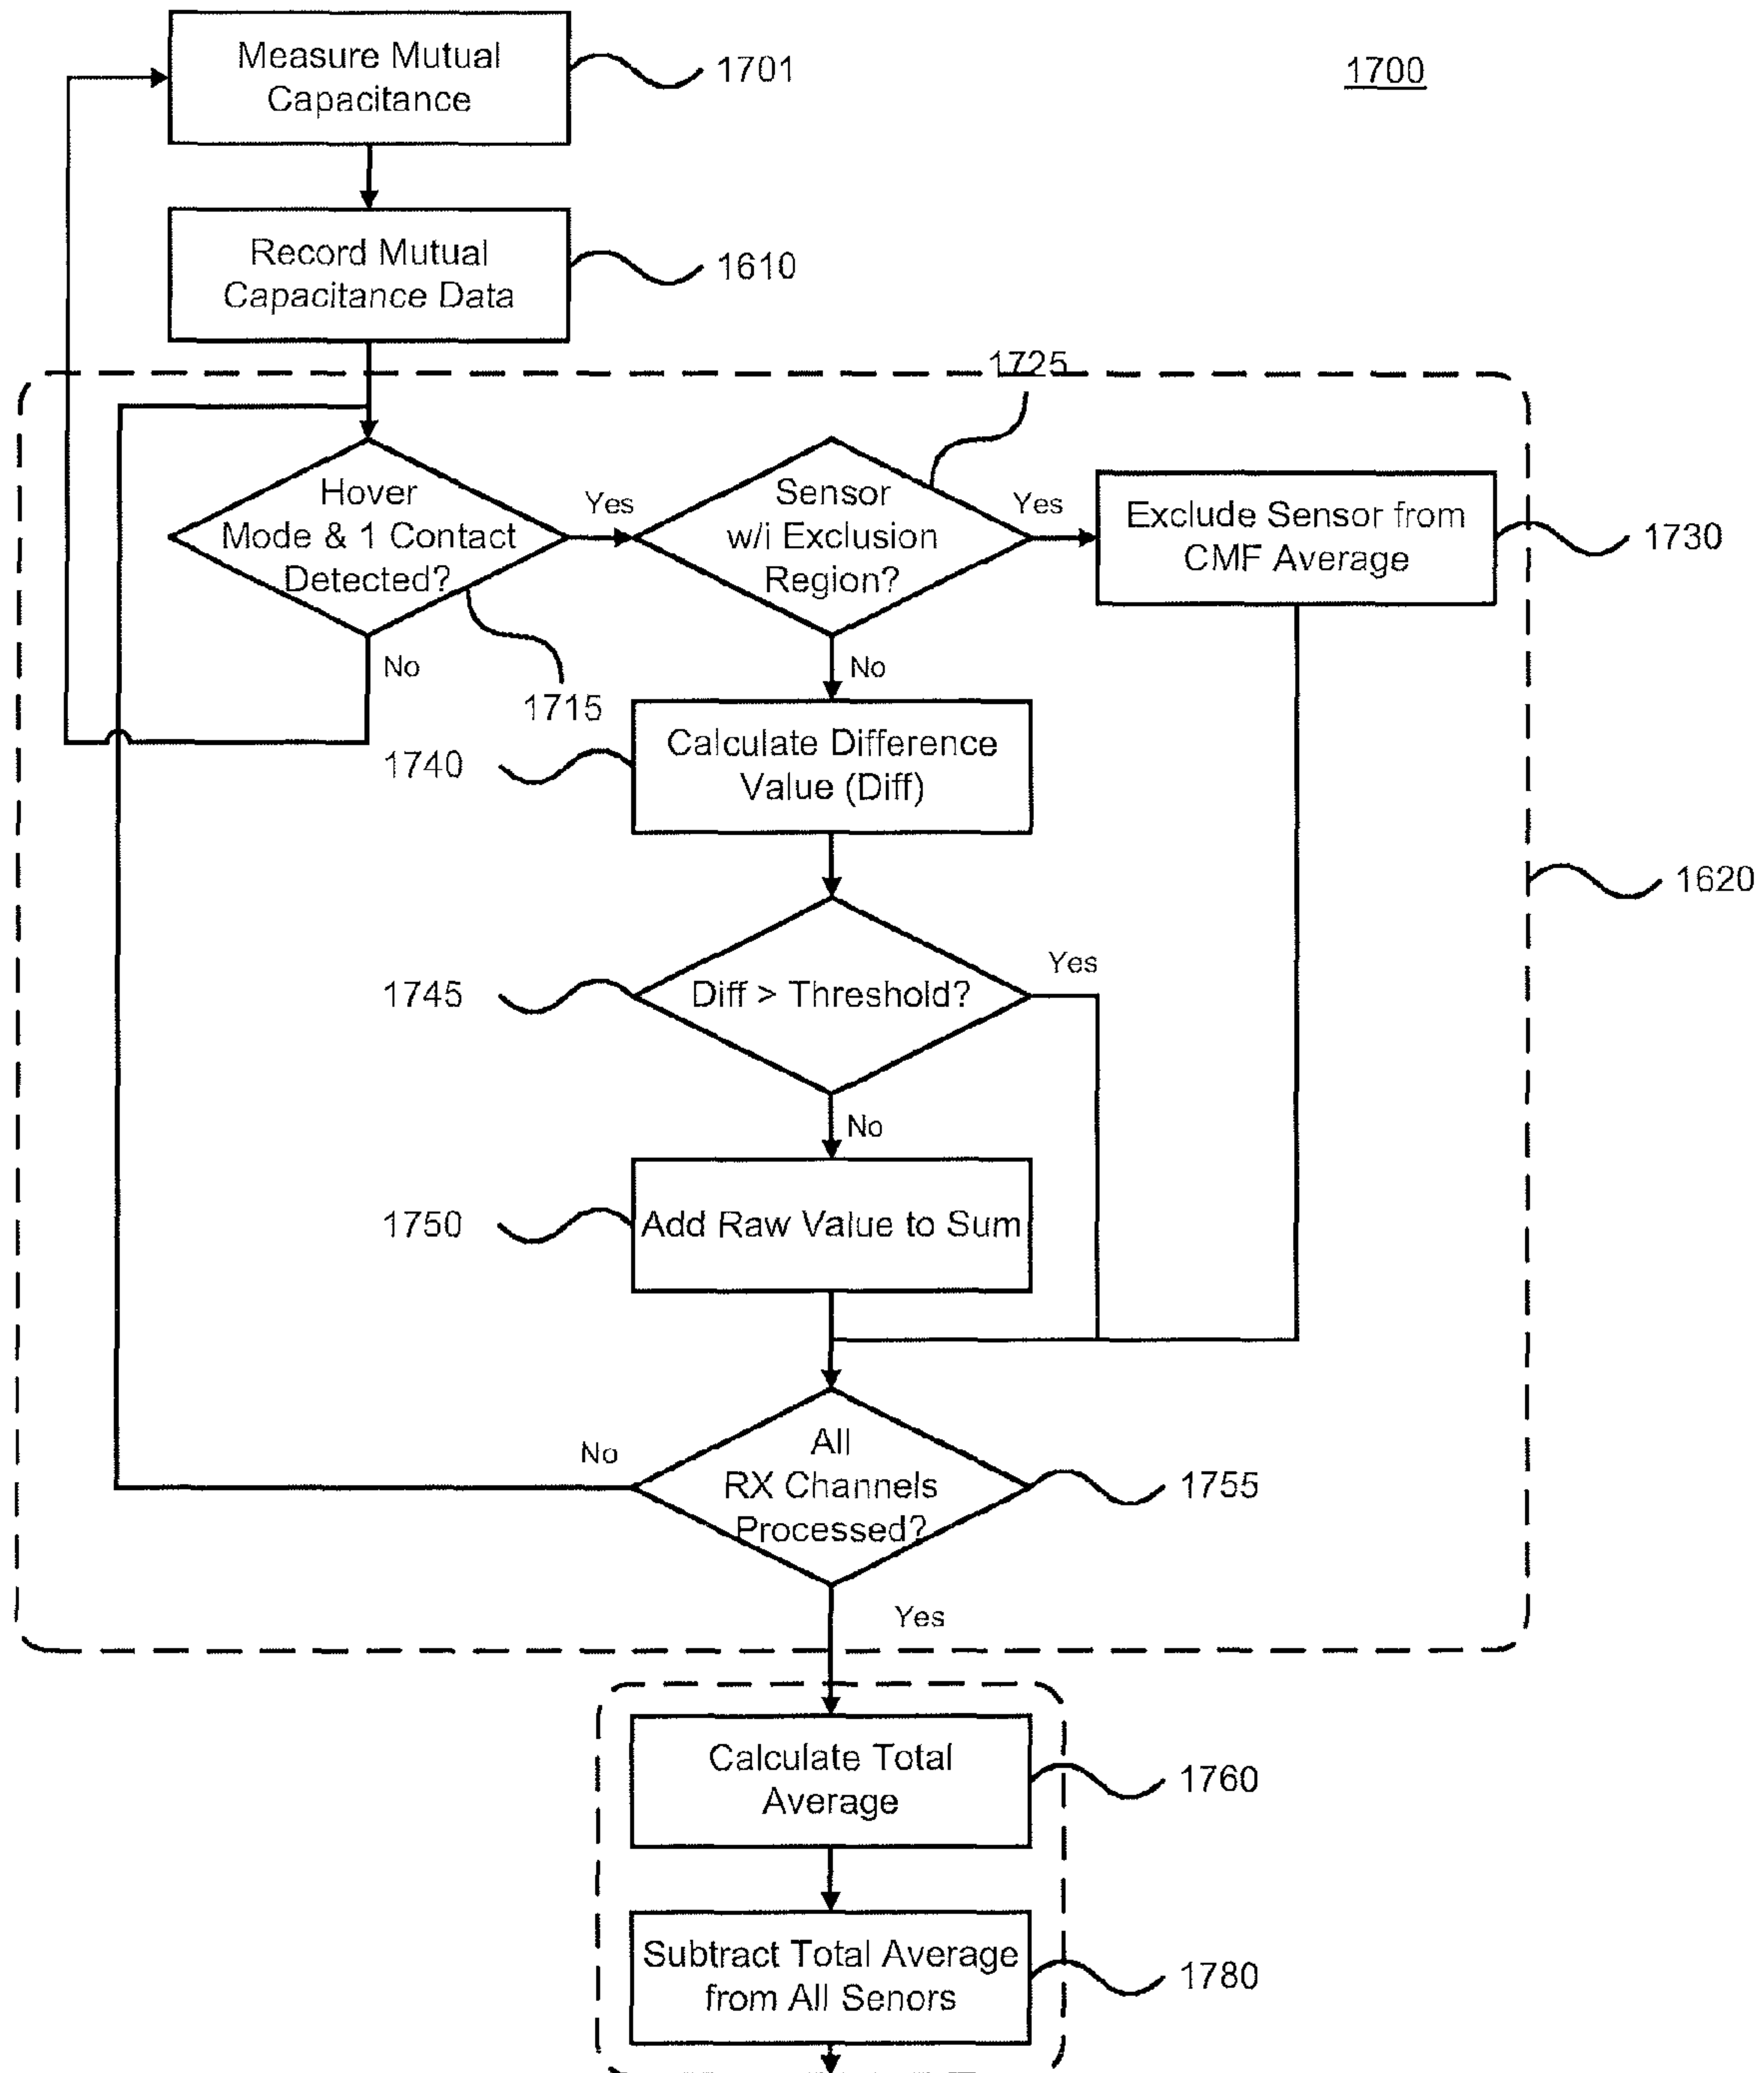 Measure Mutual
Capacitance
1701
1700
Record Mutual
Capacitance Data
1610
1725
Hover
Mode & 1 Contact
Detected?
Yes
Sensor
w/i Exclusion
Region?
Yes
Exclude Sensor from
CMF Average
1730
No
1715
No
1740
Calculate Difference
Value (Diff)
1620
1745
Diff > Threshold?
Yes
No
1750
Add Raw Value to Sum
No
All
RX Channels
Processed?
1755
Yes
Calculate Total
Average
1760
Subtract Total Average
from All Senors
1780